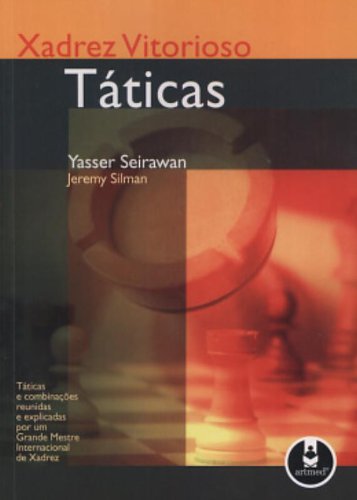 Xadrez Vitorioso
Táticas
Yasser Seirawan
Jeremy Silman
Táticas
e combinações
reunidas
e explicadas
por um
Grande Mestre
Internacional
de Xadrez
artmed®